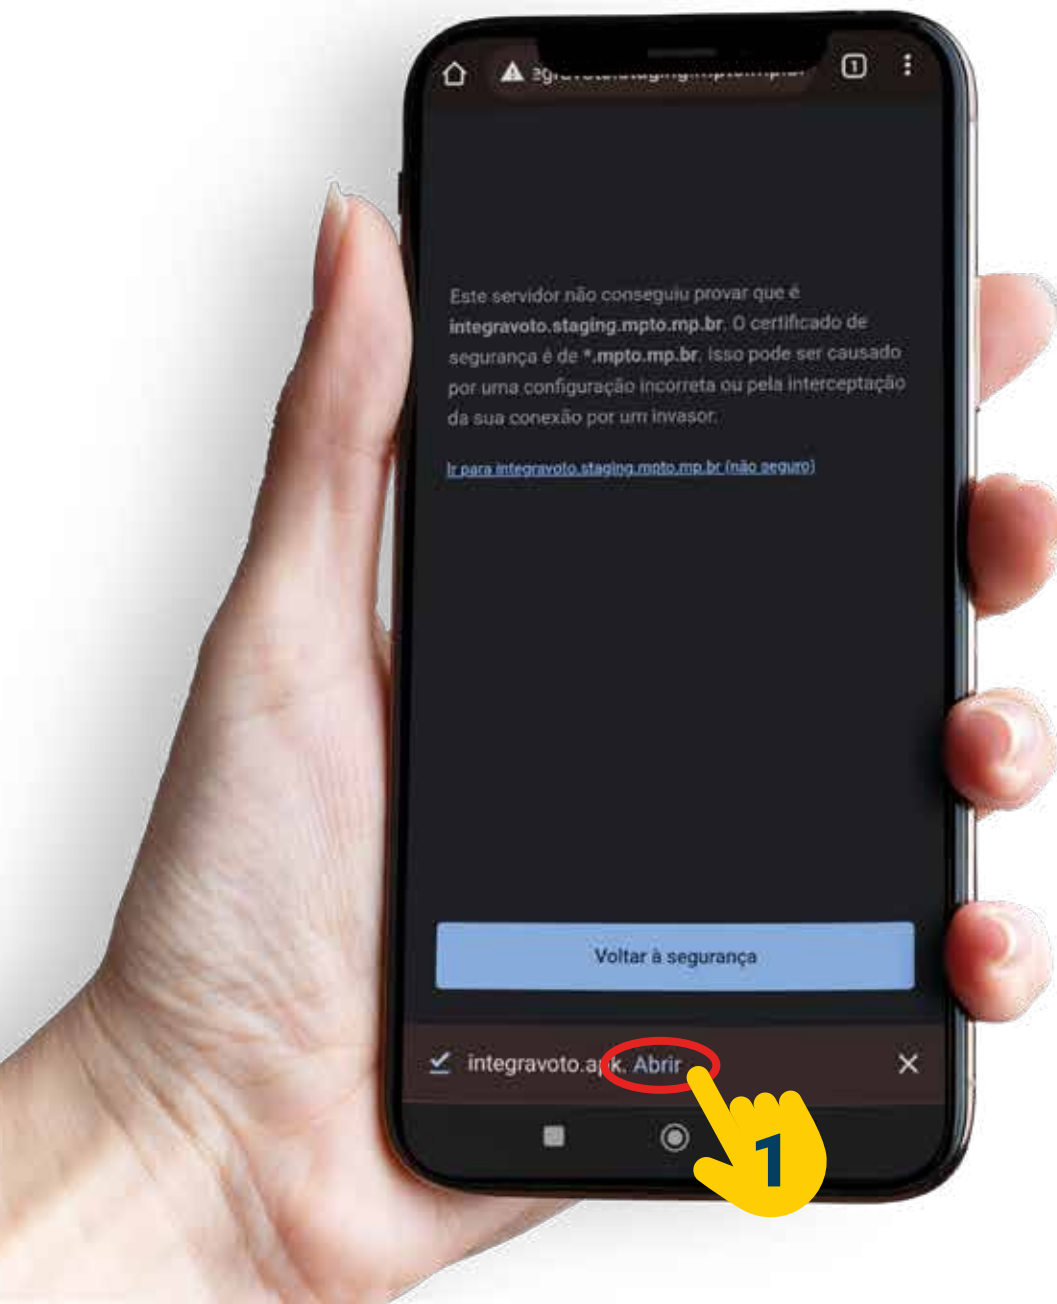 1
Este servidor não conseguiu provar que é
integravoto.staging.mpto.mp.br. O certificado de
segurança é de *.mpto.mp.br. Isso pode ser causado
por uma configuração incorreta ou pela interceptação
da sua conexão por um invasor.
Ir para integravoto.staging.mpto.mp.br (não seguro)
Voltar à segurança
integravoto.apk. Abrir
1